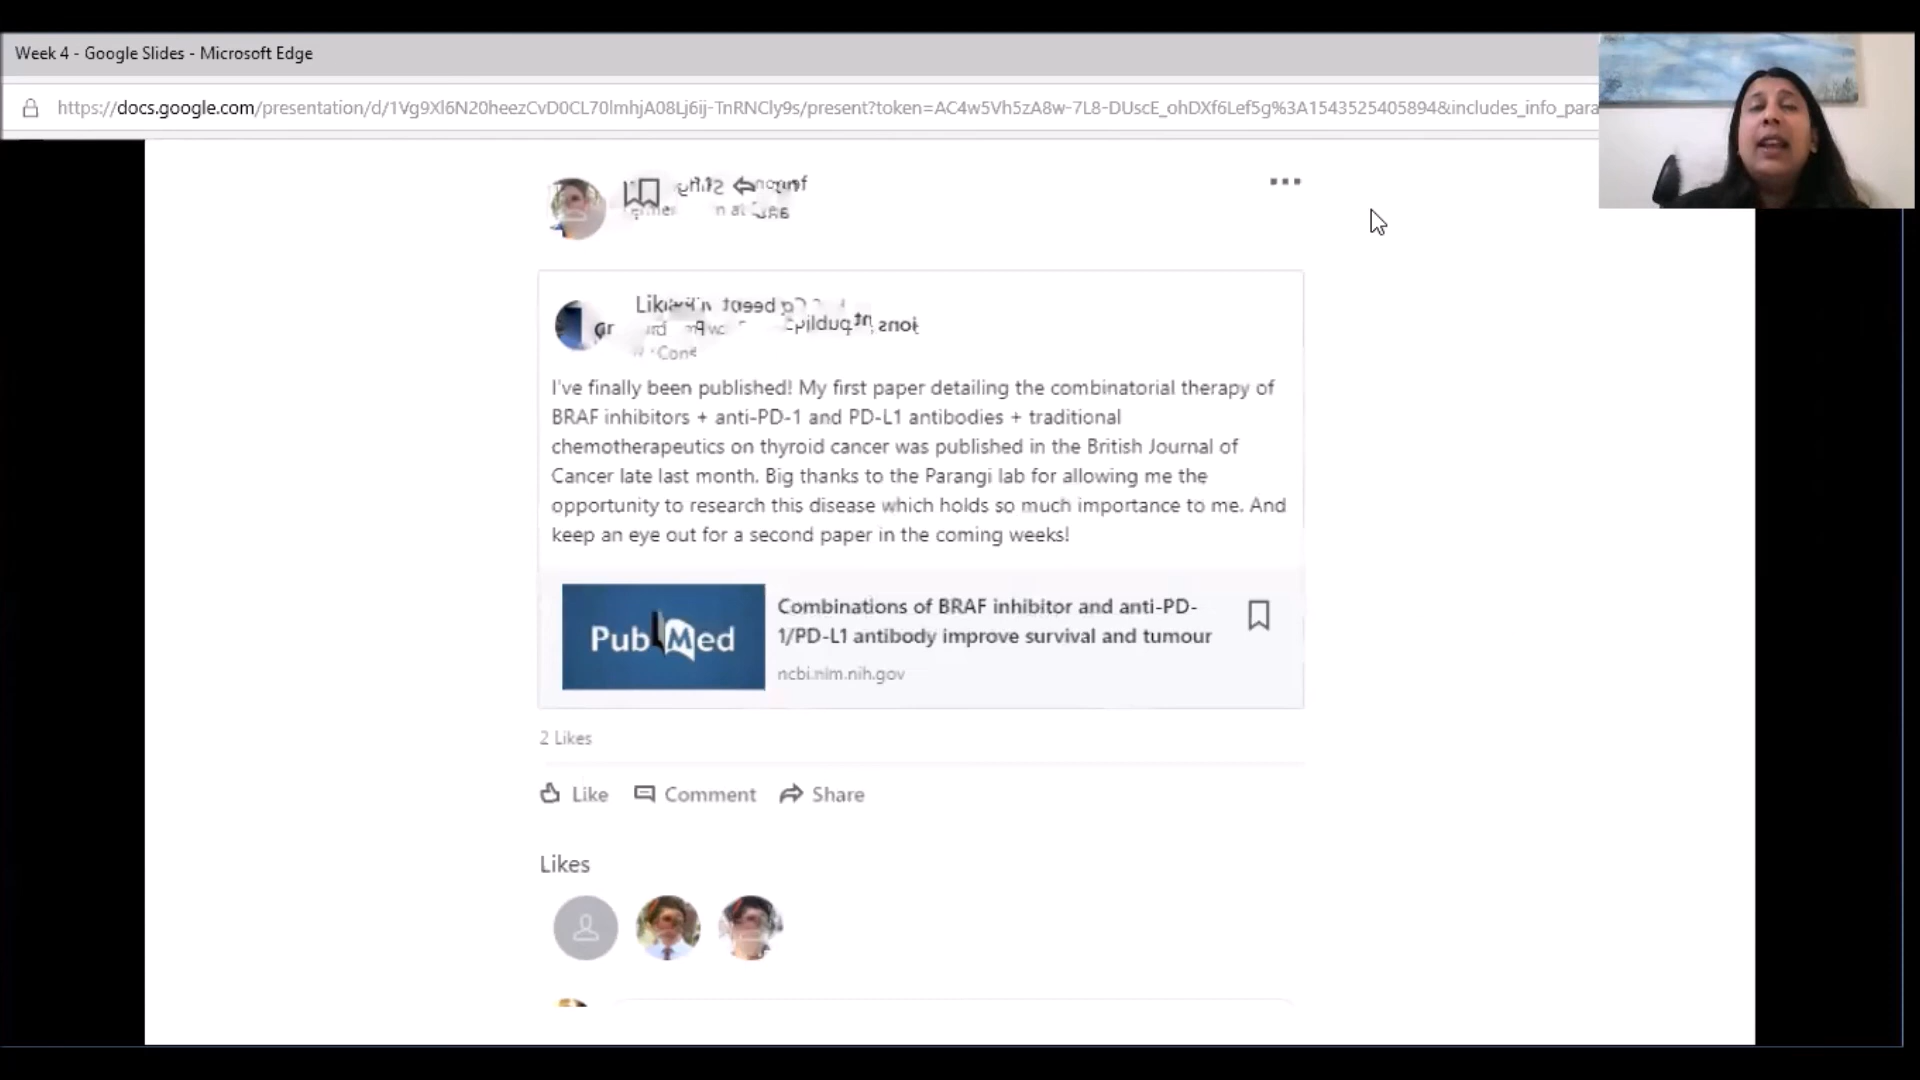 Week 4 - Google Slides - Microsoft Edge
https://docs.google.com/presentation/d/1Vg9Xl6N20heezCvD0CL70lmhjA08Lj6ij-TnRNCly9s/present?token=AC4w5Vh5zA8w-7L8-DUscE_ohDXf6Lef5g%3A1543525405894&includes_info_para
I've finally been published! My first paper detailing the combinatorial therapy of
BRAF inhibitors + anti-PD-1 and PD-L1 antibodies + traditional
chemotherapeutics on thyroid cancer was published in the British Journal of
Cancer late last month. Big thanks to the Parangi lab for allowing me the
opportunity to research this disease which holds so much importance to me. And
keep an eye out for a second paper in the coming weeks!
PubMed
Combinations of BRAF inhibitor and anti-PD-
1/PD-L1 antibody improve survival and tumour
ncbi.nlm.nih.gov
2 Likes
Like Comment Share
Likes